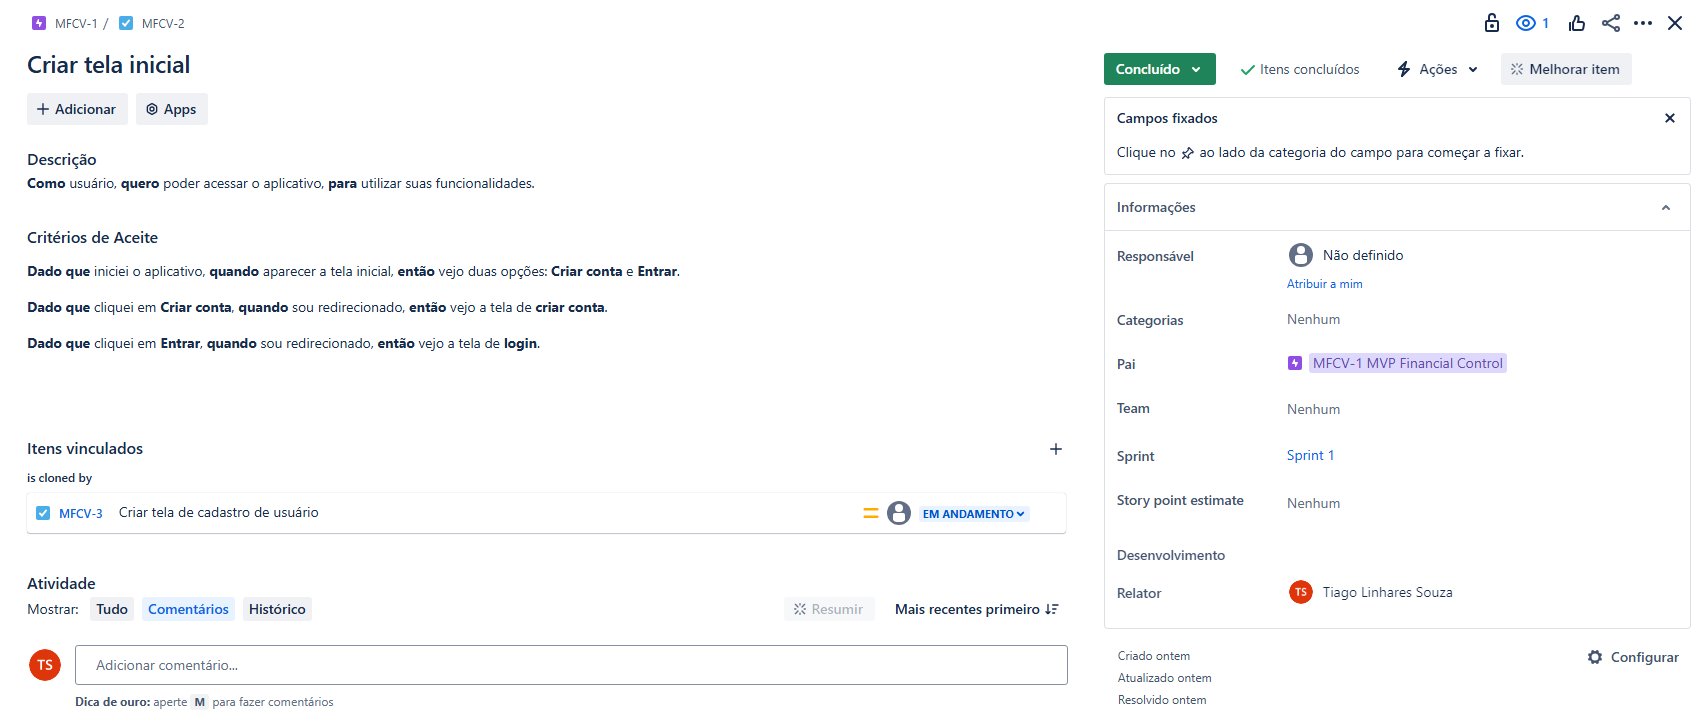 MFCV-1 / MFCV-2
1
Criar tela inicial
Adicionar
Apps
Descrição
Como usuário, quero poder acessar o aplicativo, para utilizar suas funcionalidades.
Critérios de Aceite
Dado que iniciei o aplicativo, quando aparecer a tela inicial, então vejo duas opções: Criar conta e Entrar.
Dado que cliquei em Criar conta, quando sou redirecionado, então vejo a tela de criar conta.
Dado que cliquei em Entrar, quando sou redirecionado, então vejo a tela de login.
Itens vinculados
is cloned by
MFCV-3 Criar tela de cadastro de usuário EM ANDAMENTO
Atividade
Mostrar: Tudo Comentários Histórico Resumir Mais recentes primeiro
TS Adicionar comentário...
Dica de ouro: aperte M para fazer comentários
Concluído Itens concluídos Ações Melhorar item
Campos fixados
Clique no ao lado da categoria do campo para começar a fixar.
Informações
Responsável Não definido
Atribuir a mim
Categorias Nenhum
Pai MFCV-1 MVP Financial Control
Team Nenhum
Sprint Sprint 1
Story point estimate Nenhum
Desenvolvimento
Relator TS Tiago Linhares Souza
Criado ontem
Configurar
Atualizado ontem
Resolvido ontem